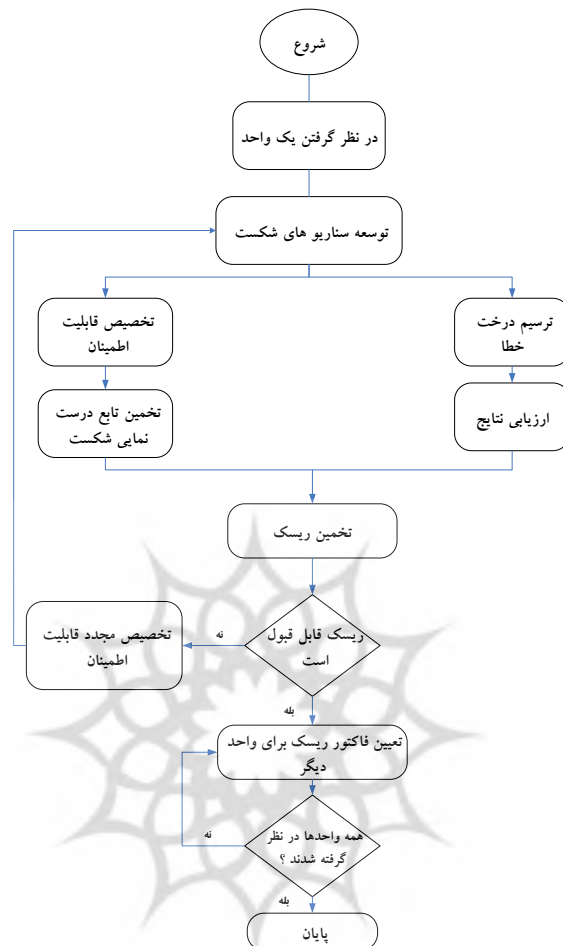 شروع
در نظر گرفتن یک واحد
توسعه سناریو های شکست
ترسیم درخت
خطا
تخصیص قابلیت
اطمینان
ارزیابی نتایج
تخمین تابع درست
نمایی شکست
تخمین ریسک
ریسک قابل قبول
است
نه
تخصیص مجدد قابلیت
اطمینان
بله
تعیین فاکتور ریسک برای واحد
دیگر
همه واحدها در نظر
گرفته شدند ؟
نه
بله
پایان